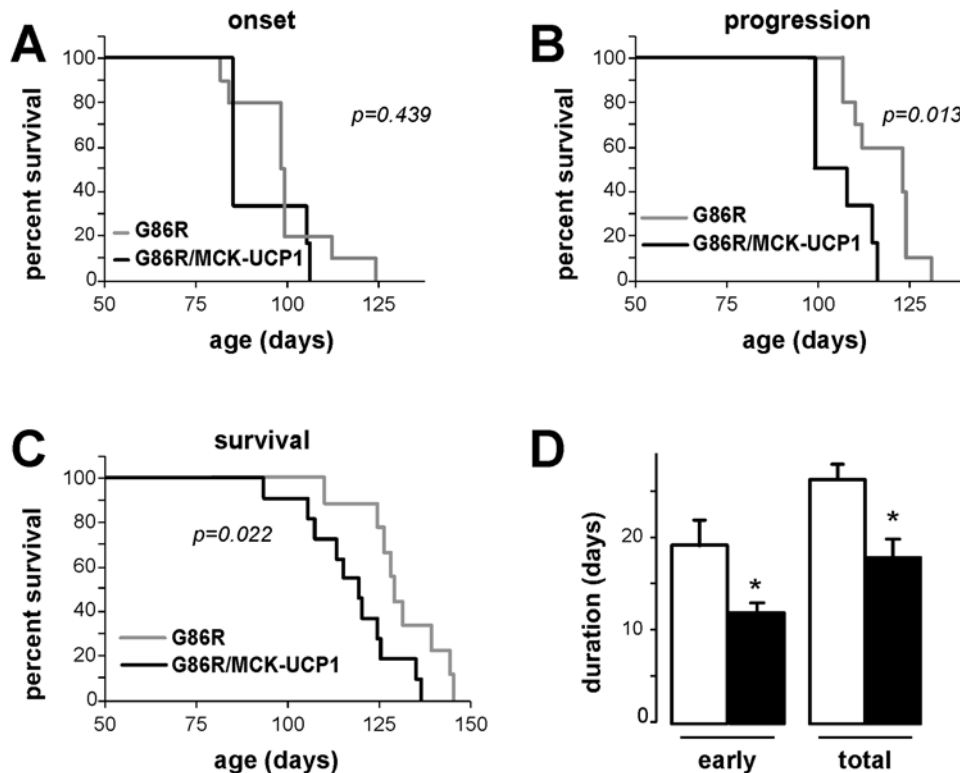 A
onset
percent survival
100
80
60
40
20
0
p=0.439
G86R
G86R/MCK-UCP1
50
75
100
125
age (days)
B
progression
percent survival
100
80
60
40
20
0
p=0.013
G86R
G86R/MCK-UCP1
50
75
100
125
age (days)
C
survival
percent survival
100
80
60
40
20
0
p=0.022
G86R
G86R/MCK-UCP1
50
75
100
125
150
age (days)
D
duration (days)
20
10
0
*
*
early
total